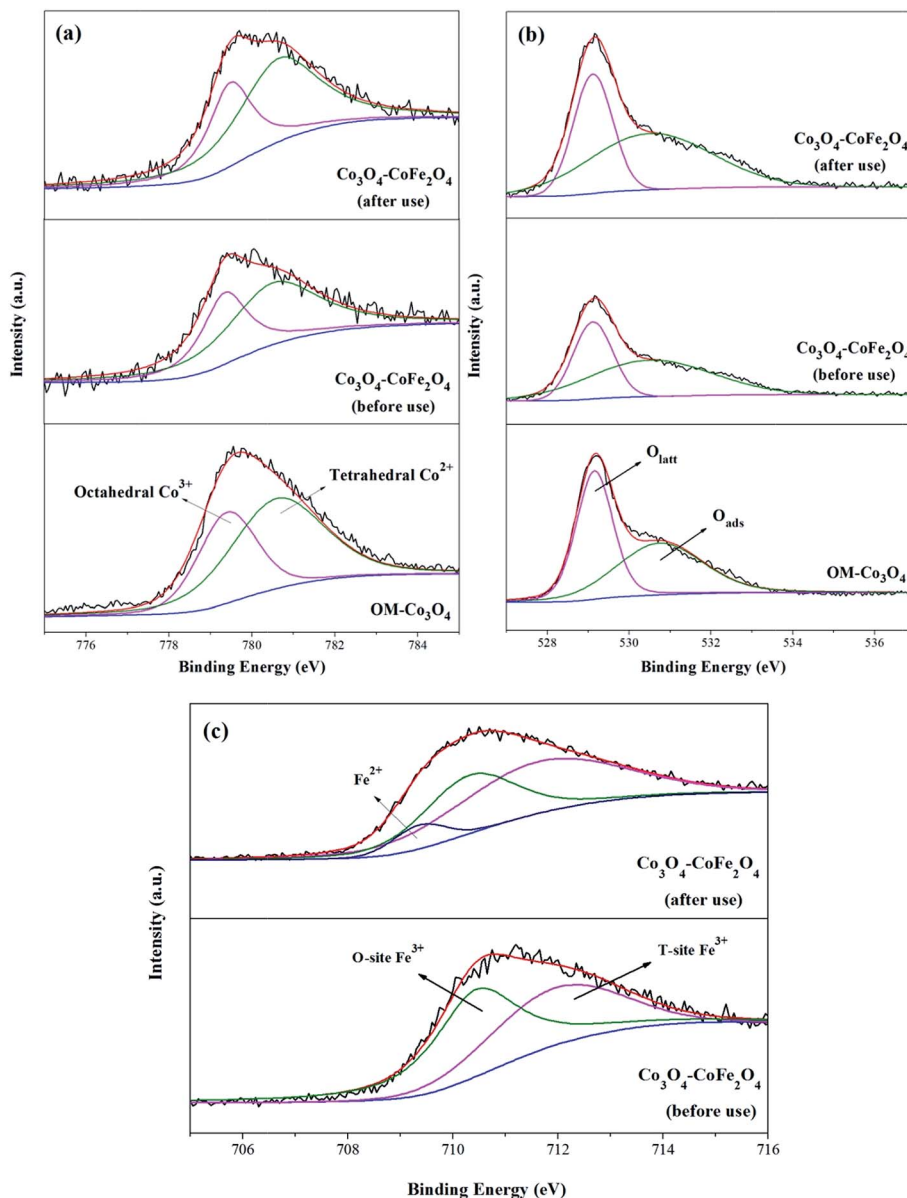 (a)
Co₃O₄-CoFe₂O₄
(after use)
Co₃O₄-CoFe₂O₄
(before use)
Octahedral Co³⁺
Tetrahedral Co²⁺
OM-Co₃O₄
Intensity (a.u.)
776 778 780 782 784
Binding Energy (eV)
(b)
Co₃O₄-CoFe₂O₄
(after use)
Co₃O₄-CoFe₂O₄
(before use)
O_latt
O_ads
OM-Co₃O₄
Intensity (a.u.)
528 530 532 534 536
Binding Energy (eV)
(c)
Fe²⁺
Co₃O₄-CoFe₂O₄
(after use)
O-site Fe³⁺
T-site Fe³⁺
Co₃O₄-CoFe₂O₄
(before use)
Intensity (a.u.)
706 708 710 712 714 716
Binding Energy (eV)